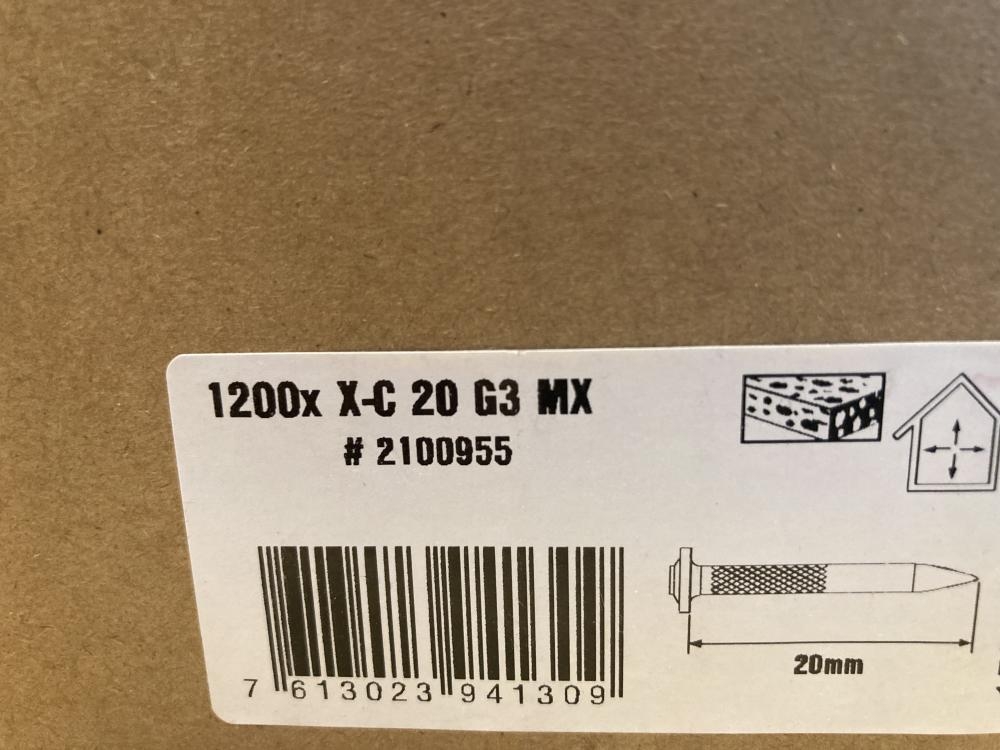 1200x X-C 20 G3 MX
# 2100955
20mm
7 613023 941309